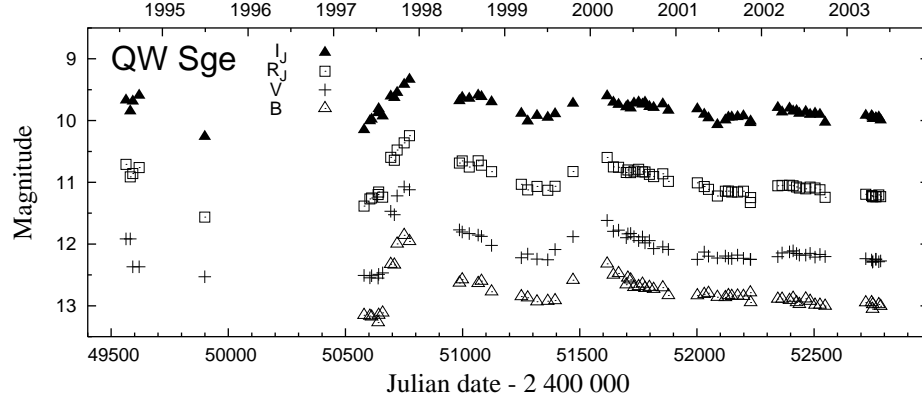 1995 1996 1997 1998 1999 2000 2001 2002 2003
QW Sge
I_J
R_J
V
B
9
10
11
12
13
Magnitude
49500 50000 50500 51000 51500 52000 52500
Julian date - 2 400 000